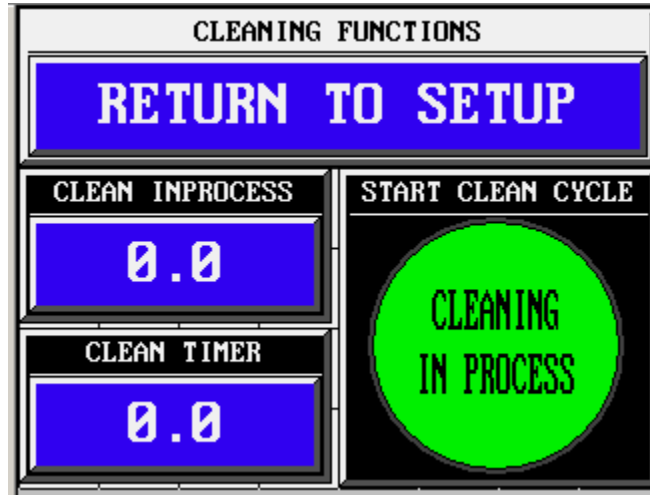 CLEANING FUNCTIONS
RETURN TO SETUP
CLEAN INPROCESS
0.0
CLEAN TIMER
0.0
START CLEAN CYCLE
CLEANING
IN PROCESS